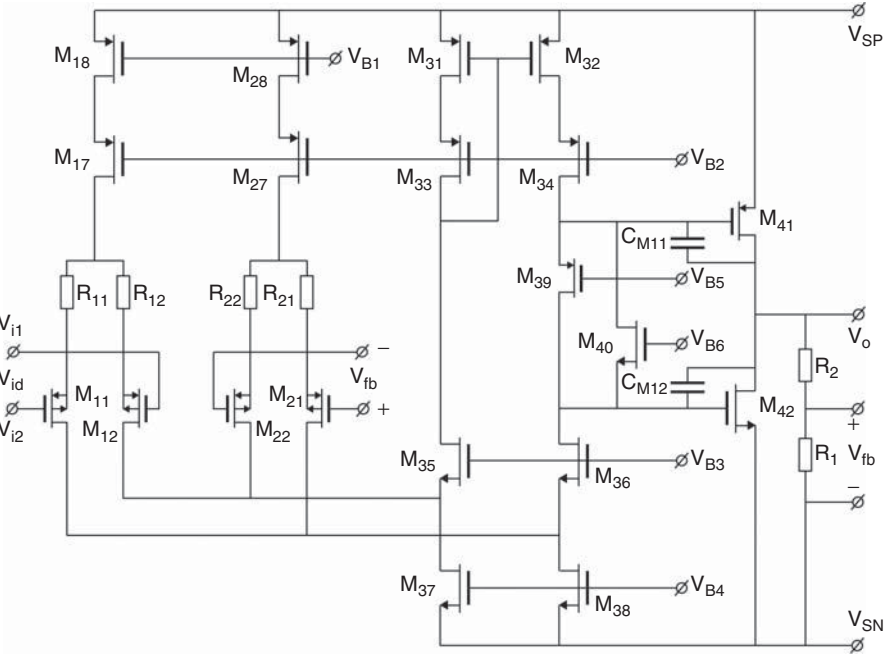 V_SP
M_18
M_28
V_B1
M_31
M_32
M_17
M_27
M_33
M_34
V_B2
C_M11
M_41
R_11
R_12
R_22
R_21
M_39
V_B5
V_i1
M_40
V_B6
V_o
V_id
M_11
M_21
V_fb
−
+
C_M12
R_2
V_i2
M_12
M_22
M_42
+
M_35
M_36
V_B3
R_1
V_fb
−
M_37
M_38
V_B4
V_SN